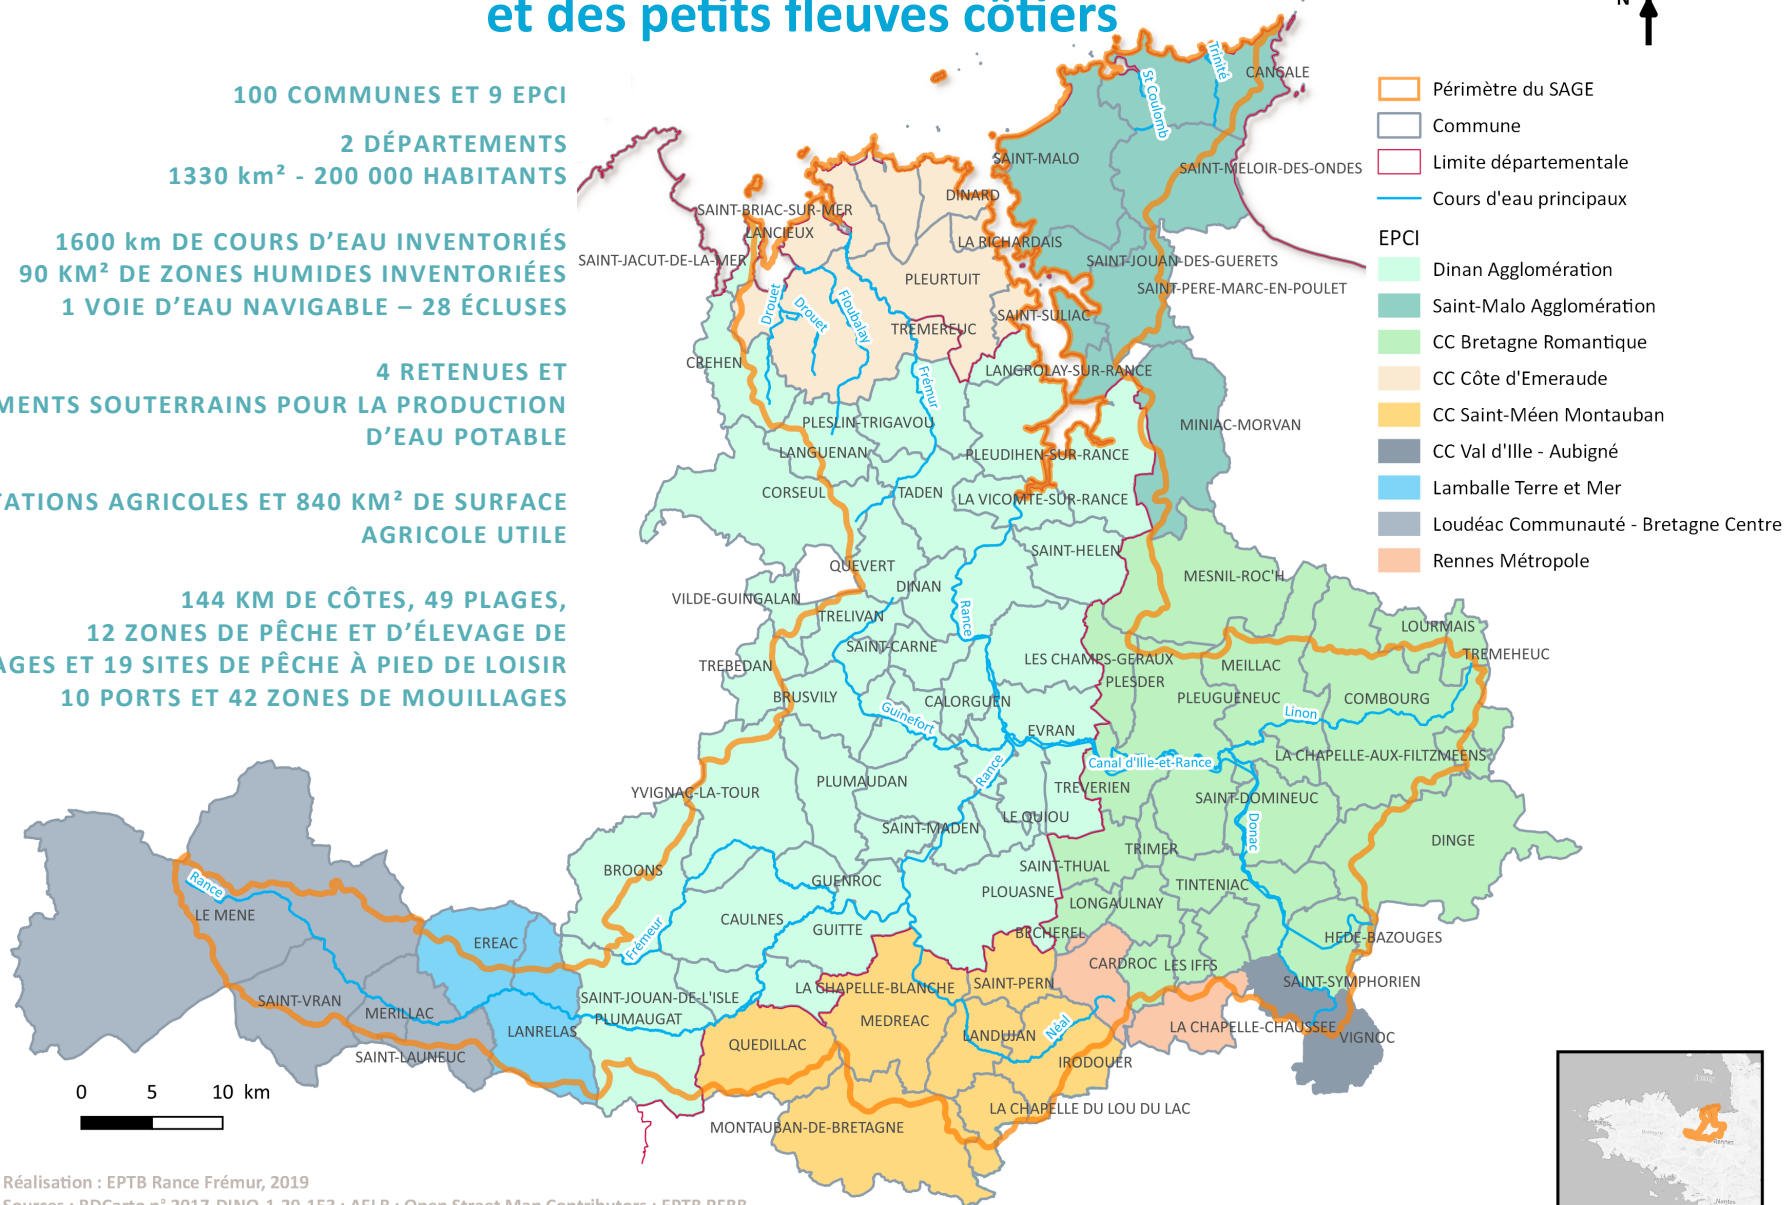 et des petits fleuves côtiers
N
100 COMMUNES ET 9 EPCI
2 DÉPARTEMENTS
1330 km² - 200 000 HABITANTS
1600 km DE COURS D’EAU INVENTORIÉS
90 KM² DE ZONES HUMIDES INVENTORIÉES
1 VOIE D’EAU NAVIGABLE – 28 ÉCLUSES
4 RETENUES ET
MENTS SOUTERRAINS POUR LA PRODUCTION
D’EAU POTABLE
TATIONS AGRICOLES ET 840 KM² DE SURFACE
AGRICOLE UTILE
144 KM DE CÔTES, 49 PLAGES,
12 ZONES DE PÊCHE ET D’ÉLEVAGE DE
AGES ET 19 SITES DE PÊCHE À PIED DE LOISIR
10 PORTS ET 42 ZONES DE MOUILLAGES
Périmètre du SAGE
Commune
Limite départementale
Cours d'eau principaux
EPCI
Dinan Agglomération
Saint-Malo Agglomération
CC Bretagne Romantique
CC Côte d'Emeraude
CC Saint-Méen Montauban
CC Val d'Ille - Aubigné
Lamballe Terre et Mer
Loudéac Communauté - Bretagne Centre
Rennes Métropole
CANCALE
Trinité
St Coulomb
SAINT-MALO
SAINT-MELOIR-DES-ONDES
DINARD
SAINT-BRIAC-SUR-MER
LANCIEUX
LA RICHARDAIS
SAINT-JACUT-DE-LA-MER
SAINT-JOUAN-DES-GUERETS
PLEURTUIT
SAINT-PERE-MARC-EN-POULET
Drouet
Drouet
Floubalay
SAINT-SULIAC
TREMEREUC
CREHEN
LANGROLAY-SUR-RANCE
Frémur
PLESLIN-TRIGAVOU
MINIAC-MORVAN
LANGUENAN
PLEUDIHEN-SUR-RANCE
CORSEUL
TADEN
LA VICOMTE-SUR-RANCE
SAINT-HELEN
QUEVERT
DINAN
MESNIL-ROC'H
VILDE-GUINGALAN
TRELIVAN
Rance
LOURMAIS
SAINT-CARNE
TREMEHEUC
TREBEDAN
LES CHAMPS-GERAUX
MEILLAC
PLESDER
BRUSVILY
CALORGUEN
PLEUGUENEUC
COMBOURG
Guinefort
Linon
EVRAN
LA CHAPELLE-AUX-FILTZMEENS
Canal d'Ille-et-Rance
Rance
PLUMAUDAN
TREVERIEN
YVIGNAC-LA-TOUR
SAINT-DOMINEUC
LE QUIOU
SAINT-MADEN
Donac
DINGE
TRIMER
SAINT-THUAL
BROONS
GUENROC
PLOUASNE
TINTENIAC
Rance
LONGAULNAY
LE MENE
CAULNES
GUITTE
BECHEREL
EREAC
Frémeur
HEDE-BAZOUGES
CARDROC
LES IFFS
SAINT-SYMPHORIEN
LA CHAPELLE-BLANCHE
SAINT-PERN
SAINT-VRAN
SAINT-JOUAN-DE-L'ISLE
MERILLAC
PLUMAUGAT
MEDREAC
LANRELAS
LANDUJAN
Néal
LA CHAPELLE-CHAUSSEE
VIGNOC
QUEDILLAC
SAINT-LAUNEUC
IRODOUER
LA CHAPELLE DU LOU DU LAC
MONTAUBAN-DE-BRETAGNE
0 5 10 km
Rennes
Nantes
Réalisation : EPTB Rance Frémur, 2019